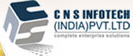 C N S INFOTECH
(INDIA)PVT.LTD
complete enterprise solutions